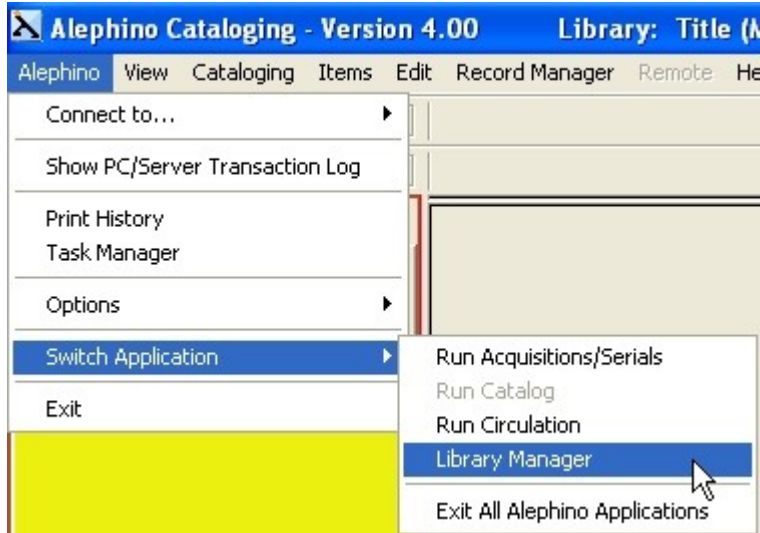 Alephino Cataloging - Version 4.00 Library: Title
Alephino View Cataloging Items Edit Record Manager Remote
Connect to...
Show PC/Server Transaction Log
Print History
Task Manager
Options
Switch Application
Exit
Run Acquisitions/Serials
Run Catalog
Run Circulation
Library Manager
Exit All Alephino Applications